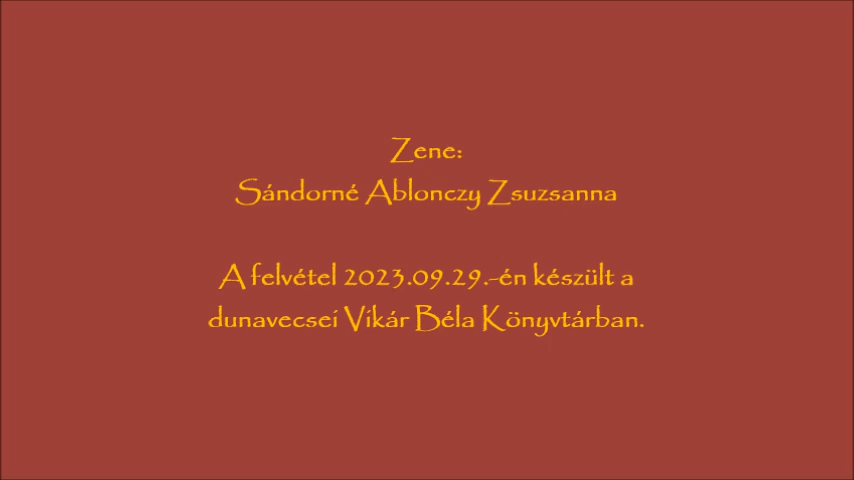 Zene:
Sándorné Ablonczy Zsuzsanna
A felvétel 2023.09.29.-én készült a
dunavecsei Vikár Béla Könyvtárban.